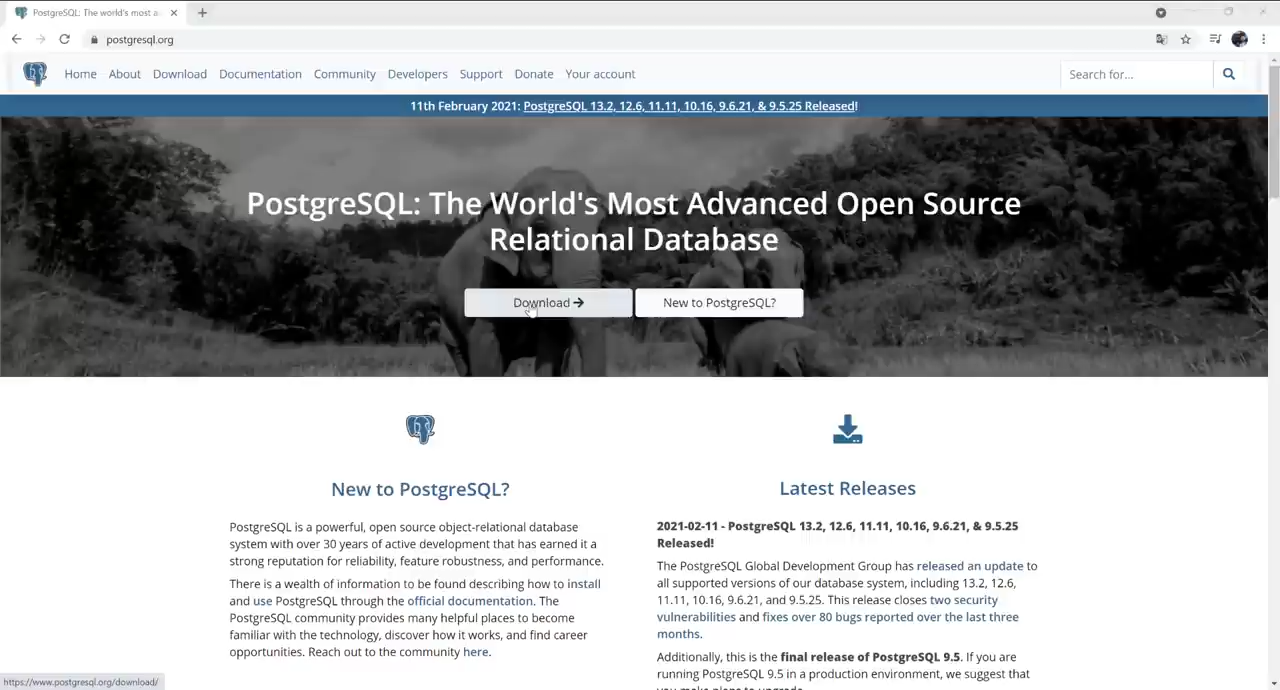 PostgreSQL: The world's most a
postgresql.org
Home About Download Documentation Community Developers Support Donate Your account
Search for...
11th February 2021: PostgreSQL 13.2, 12.6, 11.11, 10.16, 9.6.21, & 9.5.25 Released!
PostgreSQL: The World's Most Advanced Open Source
Relational Database
Download
New to PostgreSQL?
New to PostgreSQL?
PostgreSQL is a powerful, open source object-relational database
system with over 30 years of active development that has earned it a
strong reputation for reliability, feature robustness, and performance.
There is a wealth of information to be found describing how to install
and use PostgreSQL through the official documentation. The
PostgreSQL community provides many helpful places to become
familiar with the technology, discover how it works, and find career
opportunities. Reach out to the community here.
Latest Releases
2021-02-11 - PostgreSQL 13.2, 12.6, 11.11, 10.16, 9.6.21, & 9.5.25
Released!
The PostgreSQL Global Development Group has released an update to
all supported versions of our database system, including 13.2, 12.6,
11.11, 10.16, 9.6.21, and 9.5.25. This release closes two security
vulnerabilities and fixes over 80 bugs reported over the last three
months.
Additionally, this is the final release of PostgreSQL 9.5. If you are
running PostgreSQL 9.5 in a production environment, we suggest that
you make plans to upgrade.
https://www.postgresql.org/download/